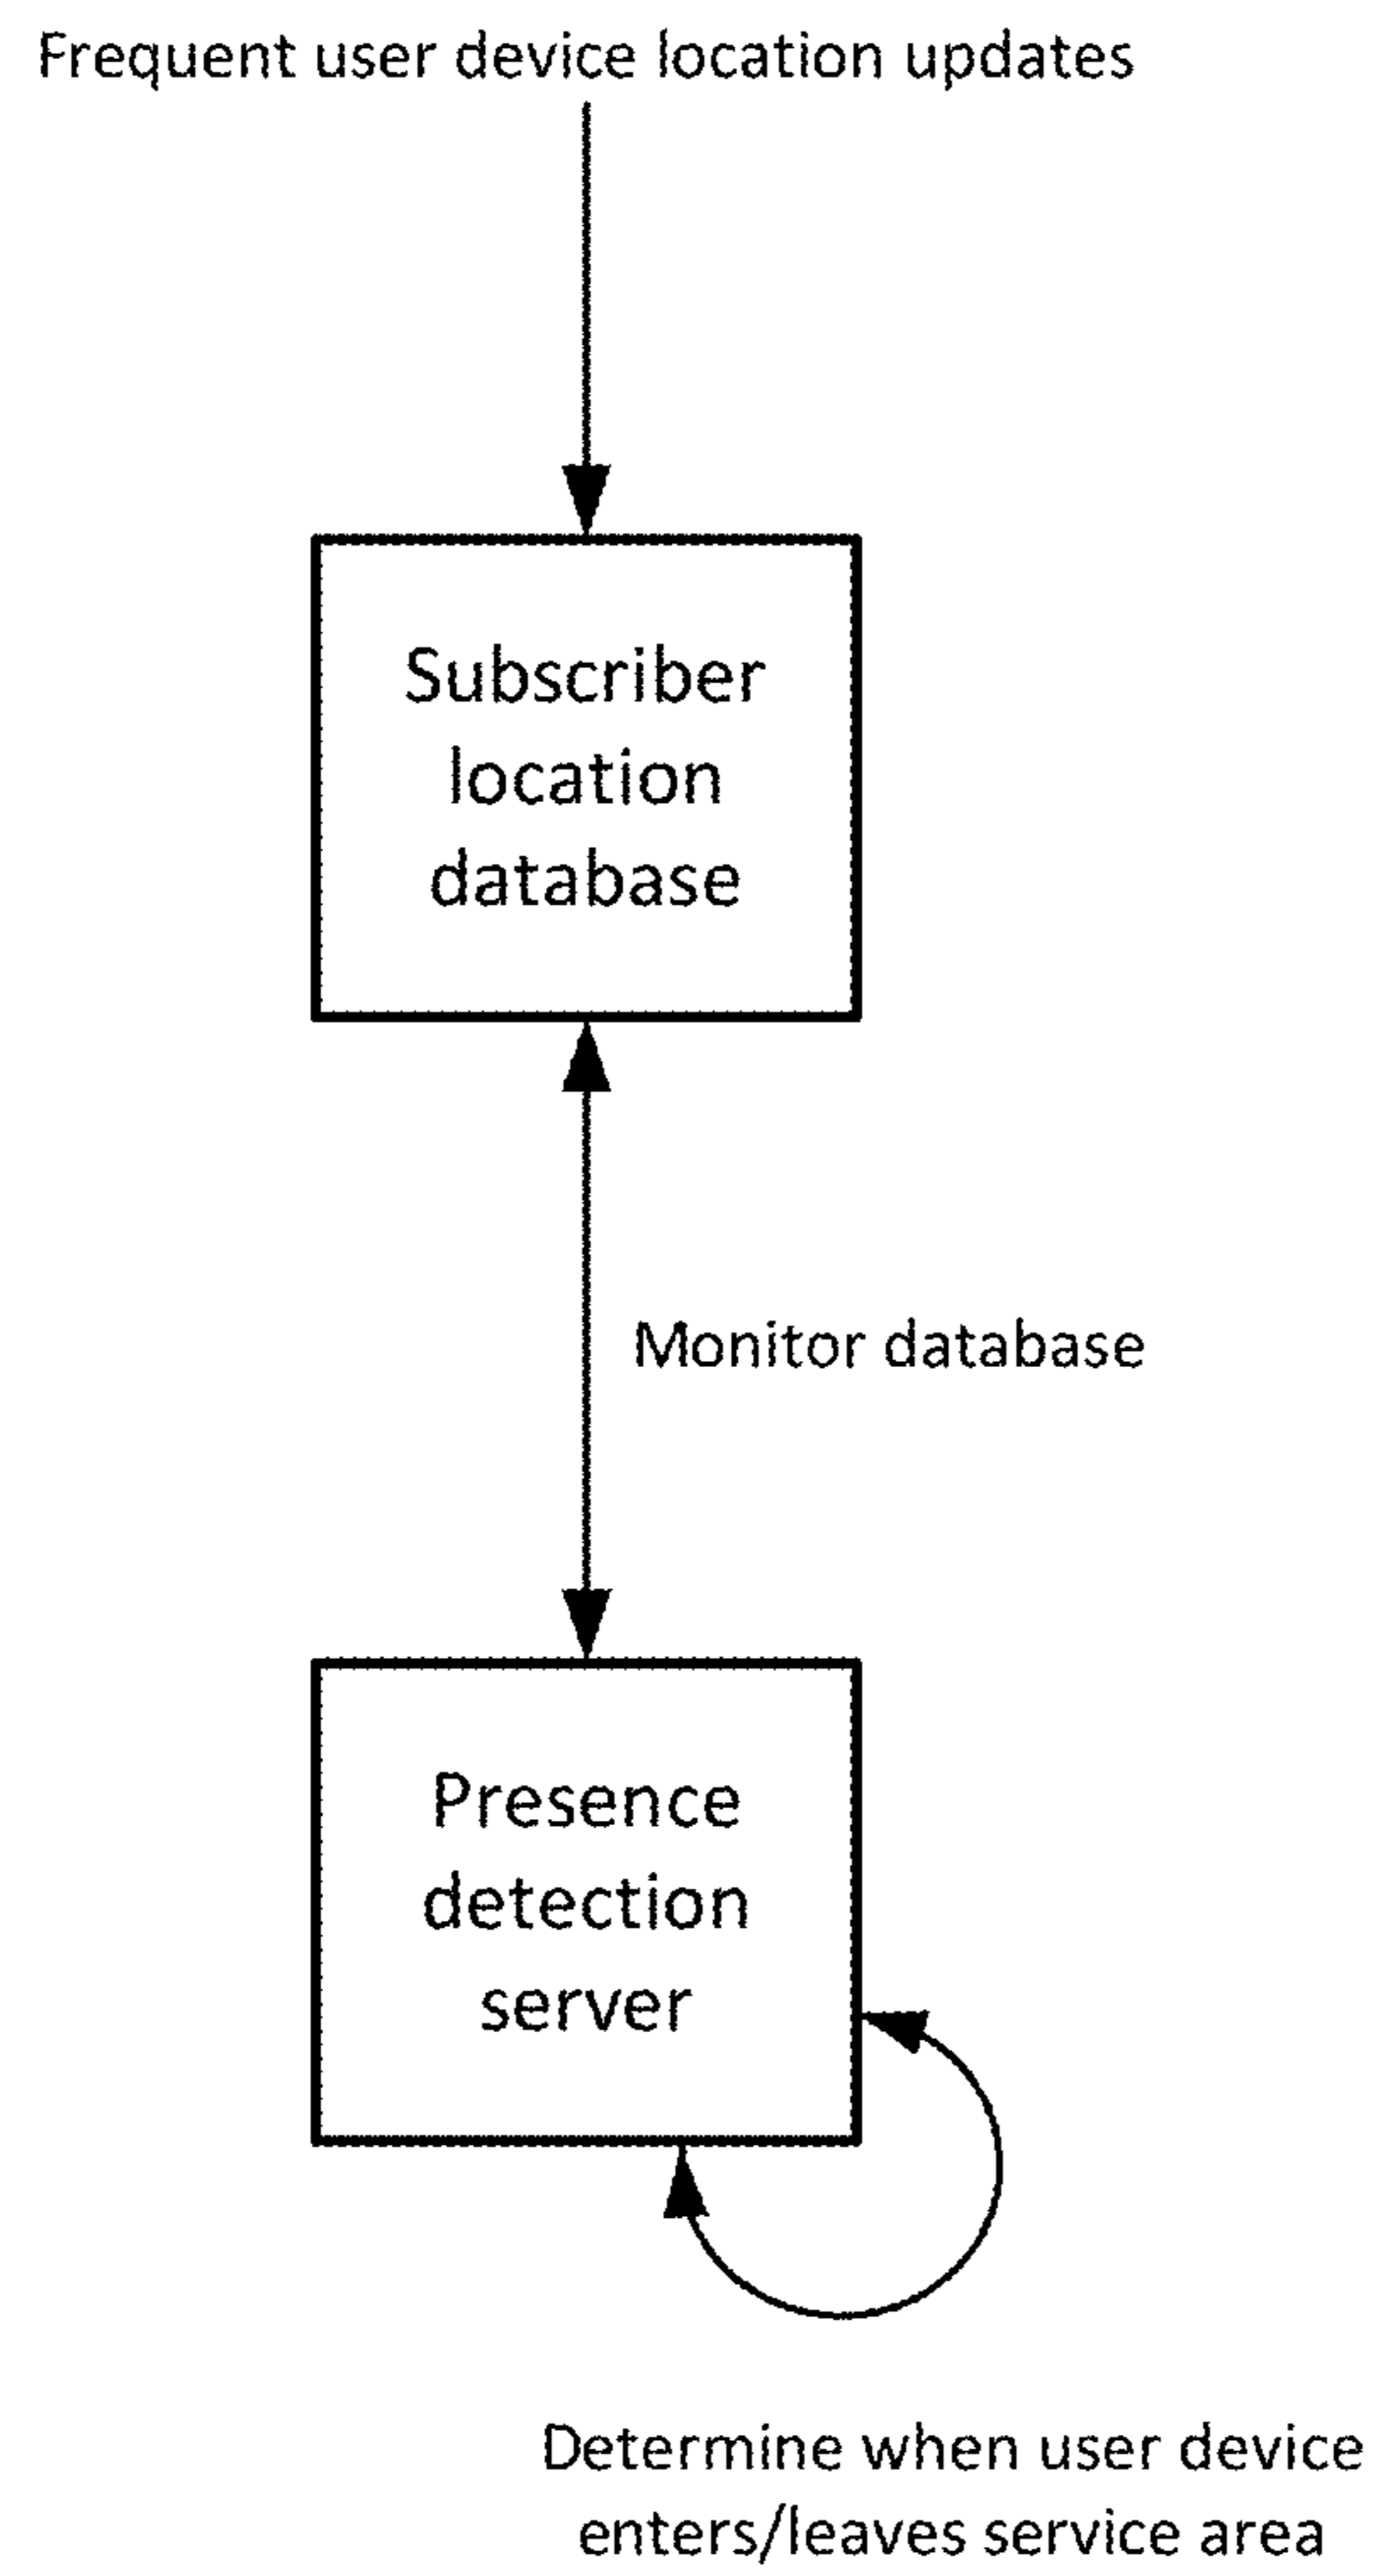 Frequent user device location updates
Subscriber
location
database
Monitor database
Presence
detection
server
Determine when user device
enters/leaves service area